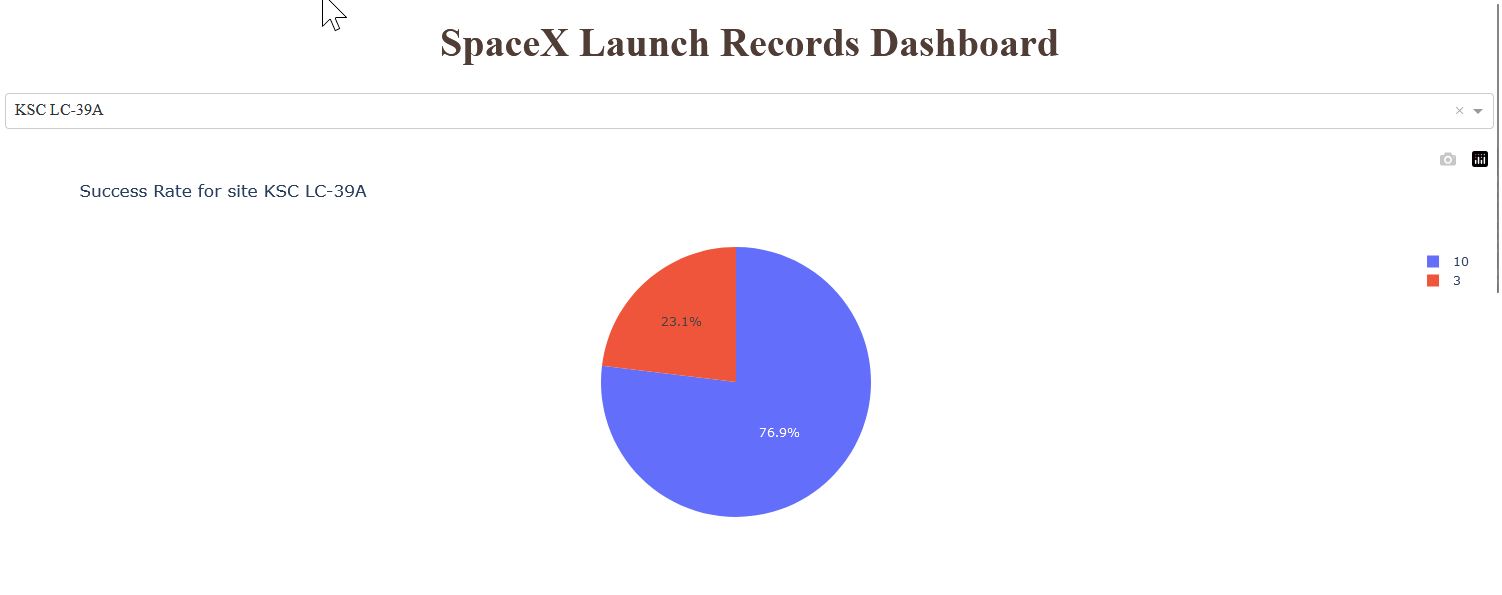 SpaceX Launch Records Dashboard
KSC LC-39A
Success Rate for site KSC LC-39A
10
3
23.1%
76.9%